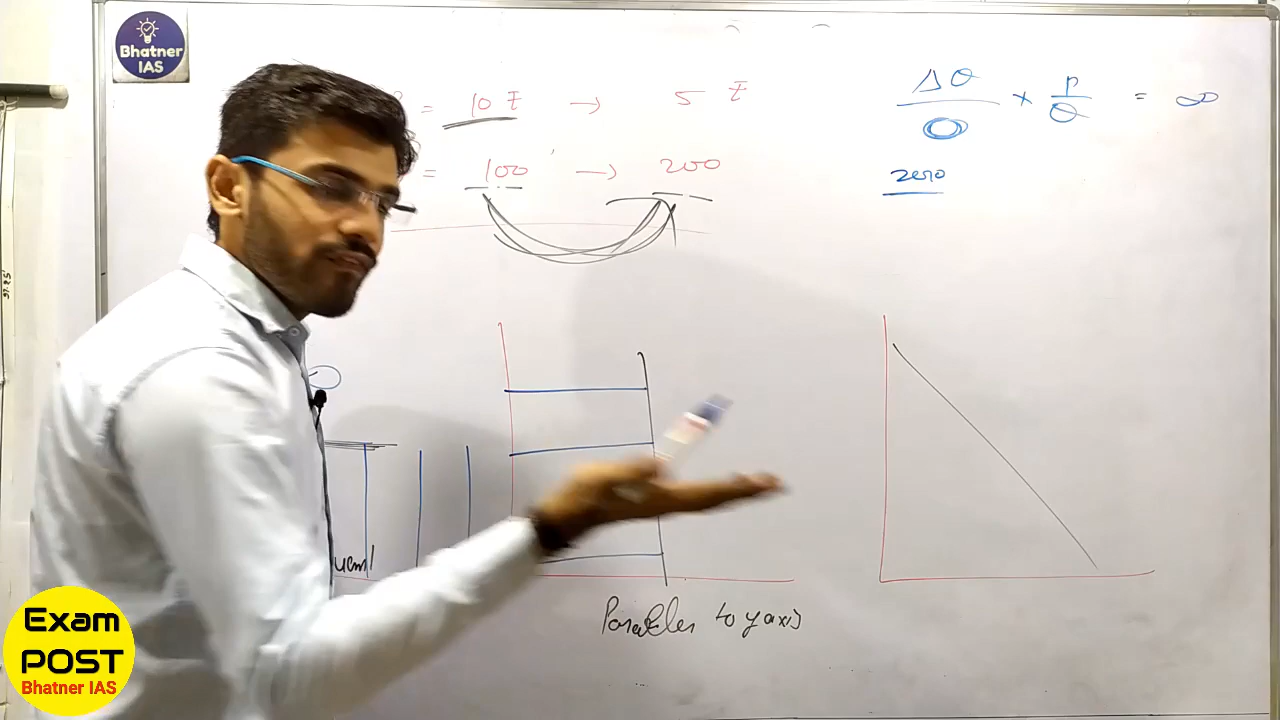 Bhatner
IAS
= 10 ₹ → 5 ₹
= 100 → 200
ΔQ / 0 × P / Q = ∞
zero
Parallel to y axis
Exam
POST
Bhatner IAS